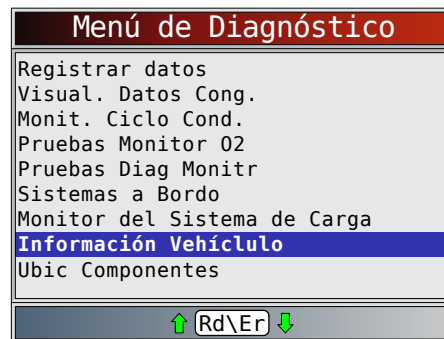 Menú de Diagnóstico
Registrar datos
Visual. Datos Cong.
Monit. Ciclo Cond.
Pruebas Monitor O2
Pruebas Diag Monitr
Sistemas a Bordo
Monitor del Sistema de Carga
Información Vehíclulo
Ubic Componentes
Rd\Er